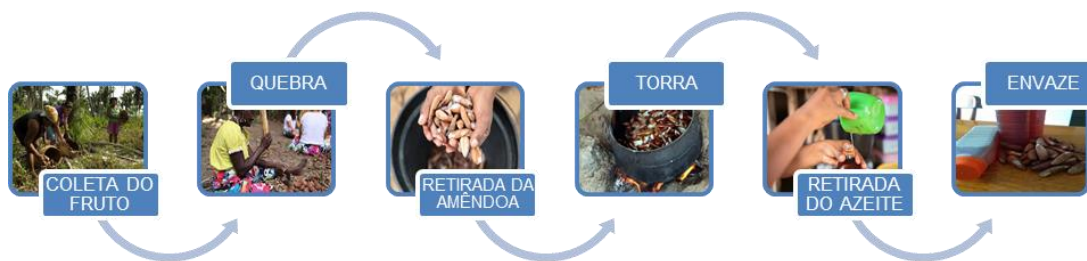 COLETA DO
FRUTO
QUEBRA
RETIRADA DA
AMÊNDOA
TORRA
RETIRADA
DO AZEITE
ENVAZE